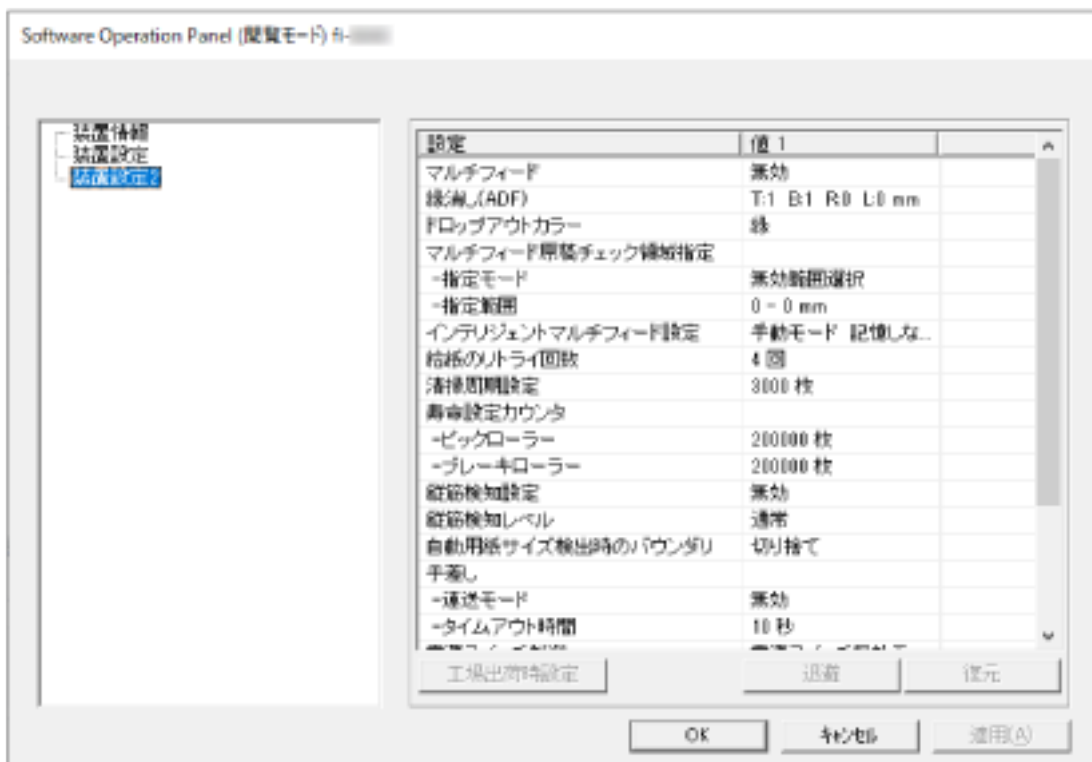 Software Operation Panel (閲覧モード) fi-
装置情報
装置設定
装置設定2
設定 値 1
マルチフィード 無効
縁消し(ADF) T:1 B:1 R:0 L:0 mm
ドロップアウトカラー 緑
マルチフィード原稿チェック領域指定
-指定モード 無効範囲選択
-指定範囲 0 - 0 mm
インテリジェントマルチフィード設定 手動モード 記憶しな...
給紙のリトライ回数 4 回
清掃周期設定 3000 枚
寿命設定カウンタ
-ピックローラー 200000 枚
-ブレーキローラー 200000 枚
縦筋検知設定 無効
縦筋検知レベル 通常
自動用紙サイズ検出時のバウンダリ 切り捨て
手差し
-連送モード 無効
-タイムアウト時間 10 秒
工場出荷時設定 退避 復元
OK キャンセル 適用(A)